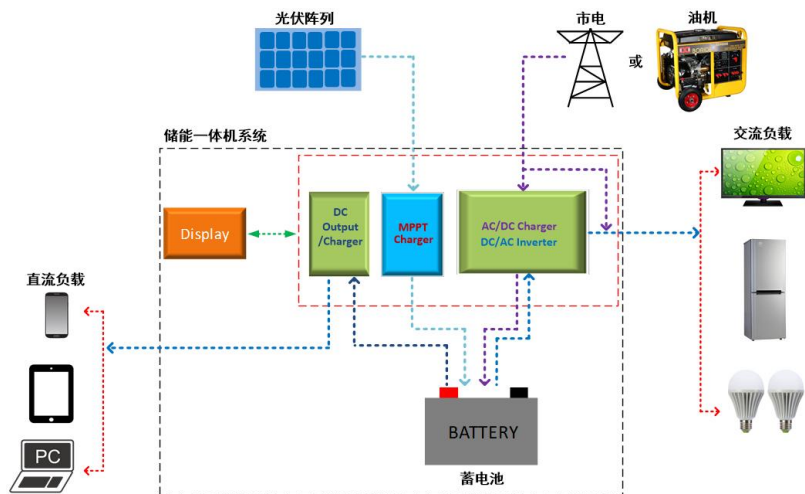 光伏阵列
市电
或
油机
储能一体机系统
交流负载
Display
DC
Output
/Charger
MPPT
Charger
AC/DC Charger
DC/AC Inverter
直流负载
PC
BATTERY
蓄电池